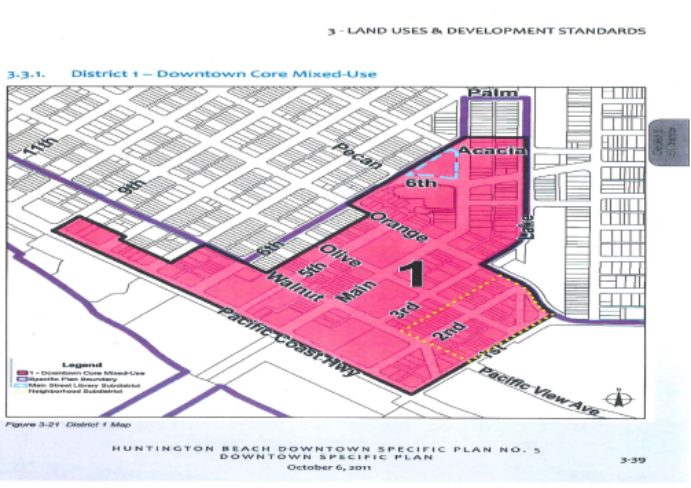 3 - LAND USES & DEVELOPMENT STANDARDS
3.3.1. District 1 – Downtown Core Mixed-Use
Palm
11th
Pecan
Acacia
9th
6th
Orange
Lake
6th
Olive
5th
1
Walnut
Main
3rd
2nd
Pacific Coast Hwy
1st
Pacific View Ave.
Legend
1 - Downtown Core Mixed-Use
Specific Plan Boundary
Main Street Library Subdistrict
Neighborhood Subdistrict
N
Figure 3-21 District 1 Map
HUNTINGTON BEACH DOWNTOWN SPECIFIC PLAN NO. 5
DOWNTOWN SPECIFIC PLAN
October 6, 2011
3-39